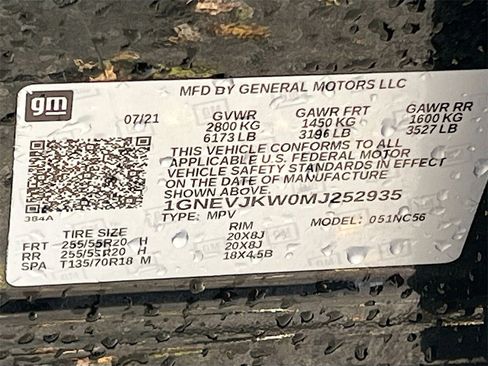 MFD BY GENERAL MOTORS LLC
gm
07/21 GVWR GAWR FRT GAWR RR
2800 KG 1450 KG 1600 KG
6173 LB 3196 LB 3527 LB
THIS VEHICLE CONFORMS TO ALL
APPLICABLE U.S. FEDERAL MOTOR
VEHICLE SAFETY STANDARDS IN EFFECT
ON THE DATE OF MANUFACTURE
SHOWN ABOVE.
384A
1GNEVJKW0MJ252935
TYPE: MPV MODEL: 051NC56
TIRE SIZE RIM
FRT 255/55R20 H 20X8J
RR 255/55R20 H 20X8J
SPA T135/70R18 M 18X4.5B